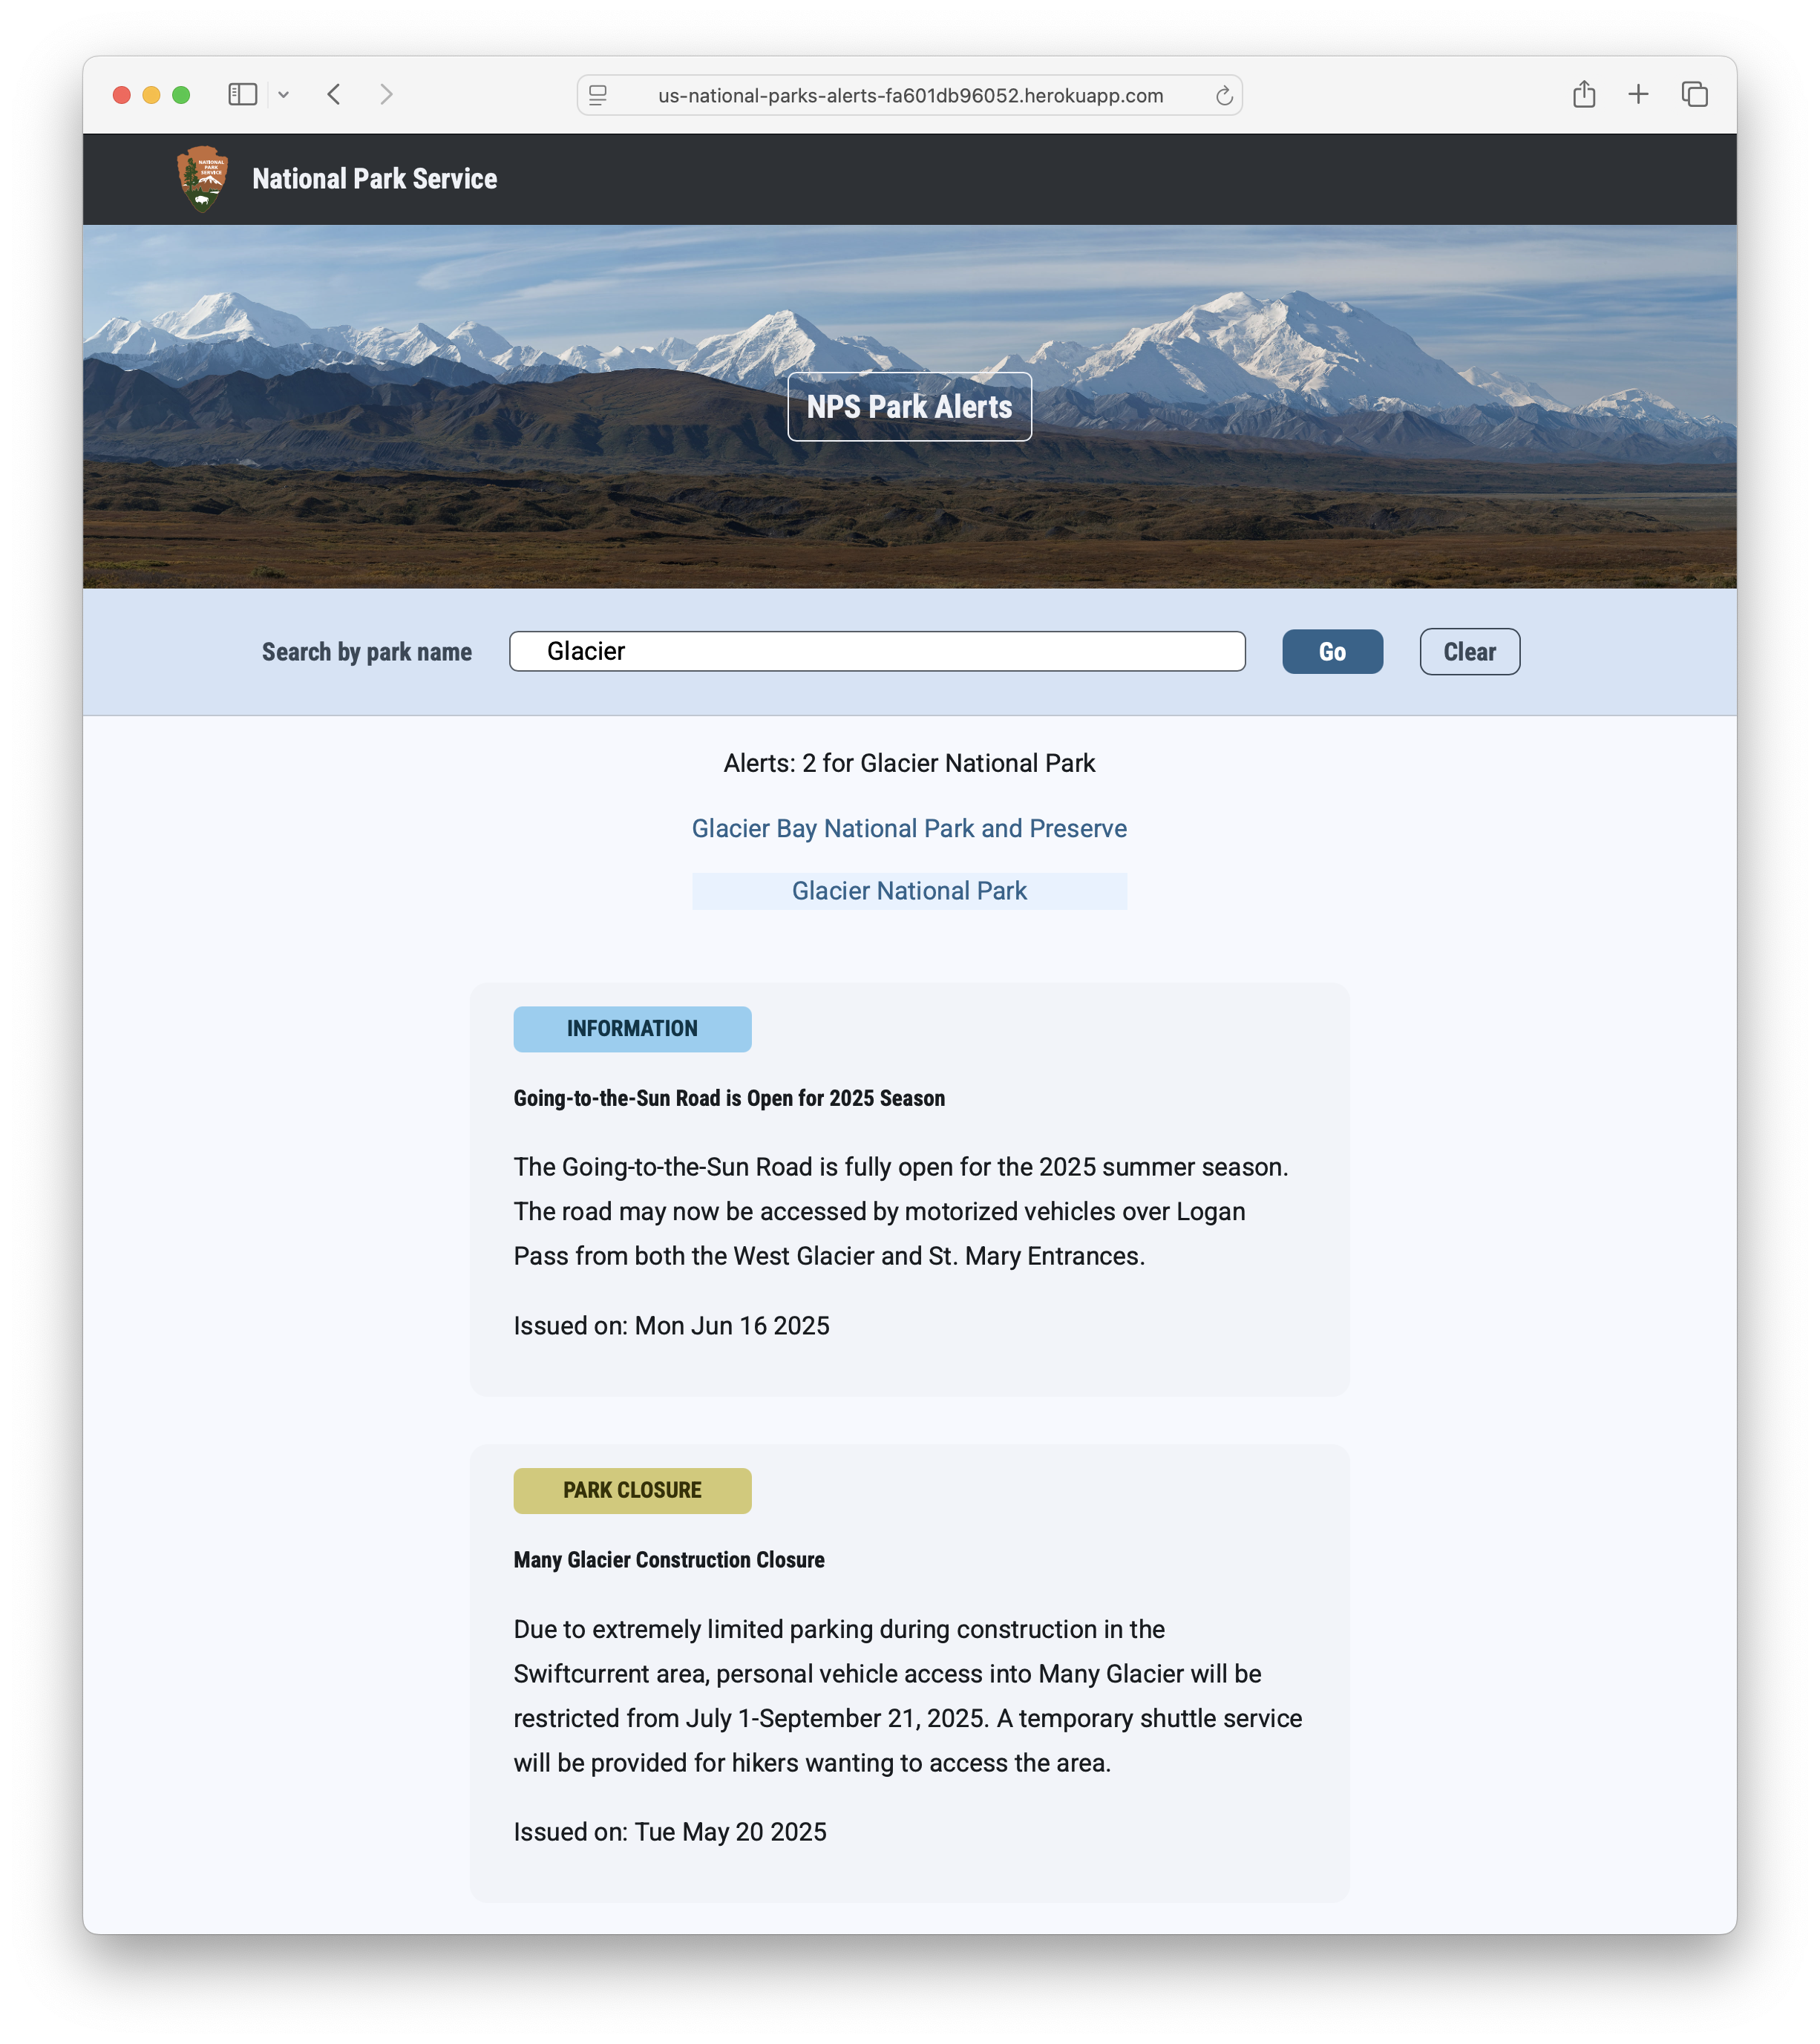 us-national-parks-alerts-fa601db96052.herokuapp.com
NATIONAL
PARK
SERVICE
National Park Service
NPS Park Alerts
Search by park name
Glacier
Go
Clear
Alerts: 2 for Glacier National Park
Glacier Bay National Park and Preserve
Glacier National Park
INFORMATION
Going-to-the-Sun Road is Open for 2025 Season
The Going-to-the-Sun Road is fully open for the 2025 summer season.
The road may now be accessed by motorized vehicles over Logan
Pass from both the West Glacier and St. Mary Entrances.
Issued on: Mon Jun 16 2025
PARK CLOSURE
Many Glacier Construction Closure
Due to extremely limited parking during construction in the
Swiftcurrent area, personal vehicle access into Many Glacier will be
restricted from July 1-September 21, 2025. A temporary shuttle service
will be provided for hikers wanting to access the area.
Issued on: Tue May 20 2025